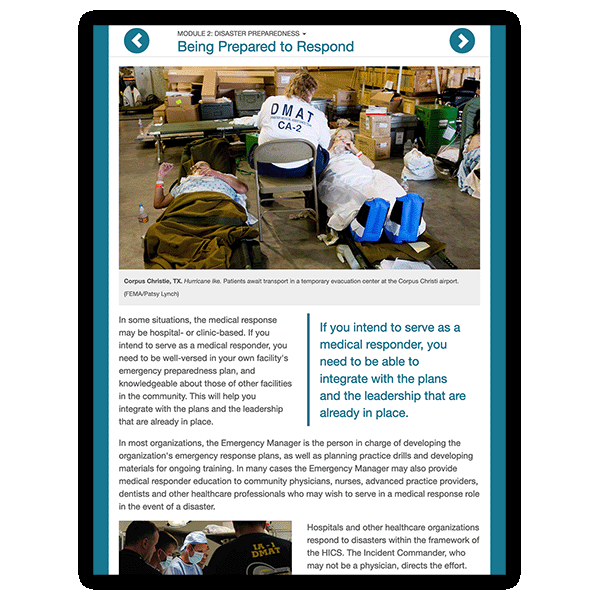 MODULE 2: DISASTER PREPAREDNESS
Being Prepared to Respond
DMAT
CA-2
Corpus Christie, TX. Hurricane Ike. Patients await transport in a temporary evacuation center at the Corpus Christi airport.
(FEMA/Patsy Lynch)
In some situations, the medical response
may be hospital- or clinic-based. If you
intend to serve as a medical responder, you
need to be well-versed in your own facility's
emergency preparedness plan, and
knowledgeable about those of other facilities
in the community. This will help you
integrate with the plans and the leadership
that are already in place.
If you intend to serve as a
medical responder, you
need to be able to
integrate with the plans
and the leadership that are
already in place.
In most organizations, the Emergency Manager is the person in charge of developing the
organization's emergency response plans, as well as planning practice drills and developing
materials for ongoing training. In many cases the Emergency Manager may also provide
medical responder education to community physicians, nurses, advanced practice providers,
dentists and other healthcare professionals who may wish to serve in a medical response role
in the event of a disaster.
IA-1
DMAT
Hospitals and other healthcare organizations
respond to disasters within the framework of
the HICS. The Incident Commander, who
may not be a physician, directs the effort.